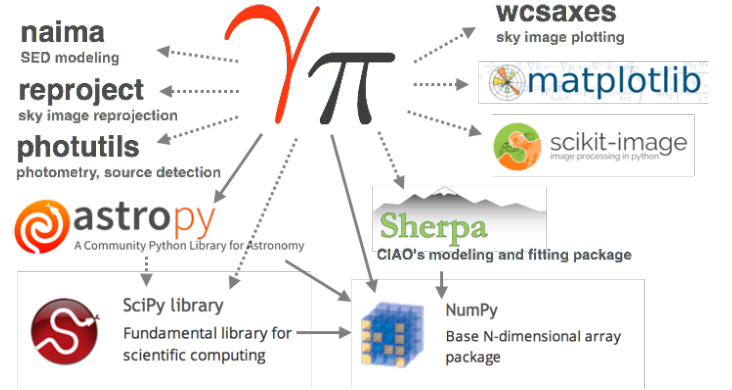 naima
SED modeling
reproject
sky image reprojection
photutils
photometry, source detection
γπ
wcsaxes
sky image plotting
matplotlib
scikit-image
image processing in python
astropy
A Community Python Library for Astronomy
Sherpa
CIAO's modeling and fitting package
SciPy library
Fundamental library for
scientific computing
NumPy
Base N-dimensional array
package